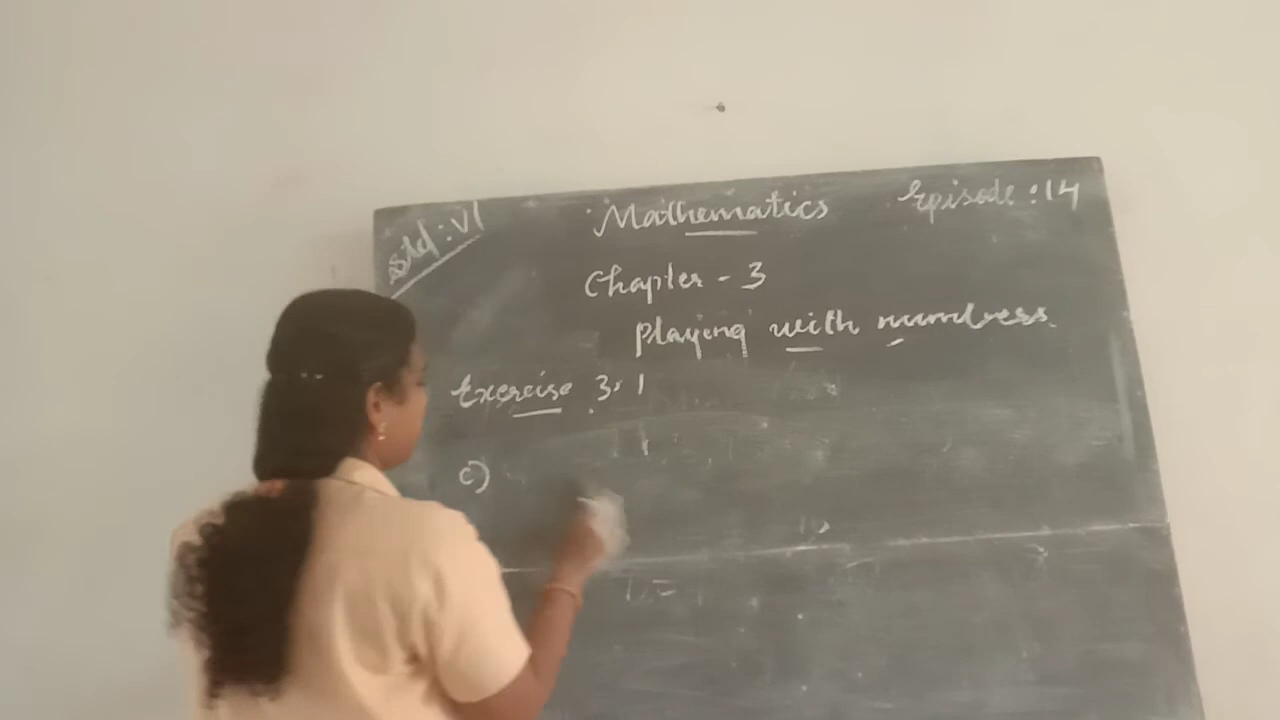 Std : VI
Mathematics
Episode : 14
Chapter - 3
Playing with numbers
Exercise 3.1
c)